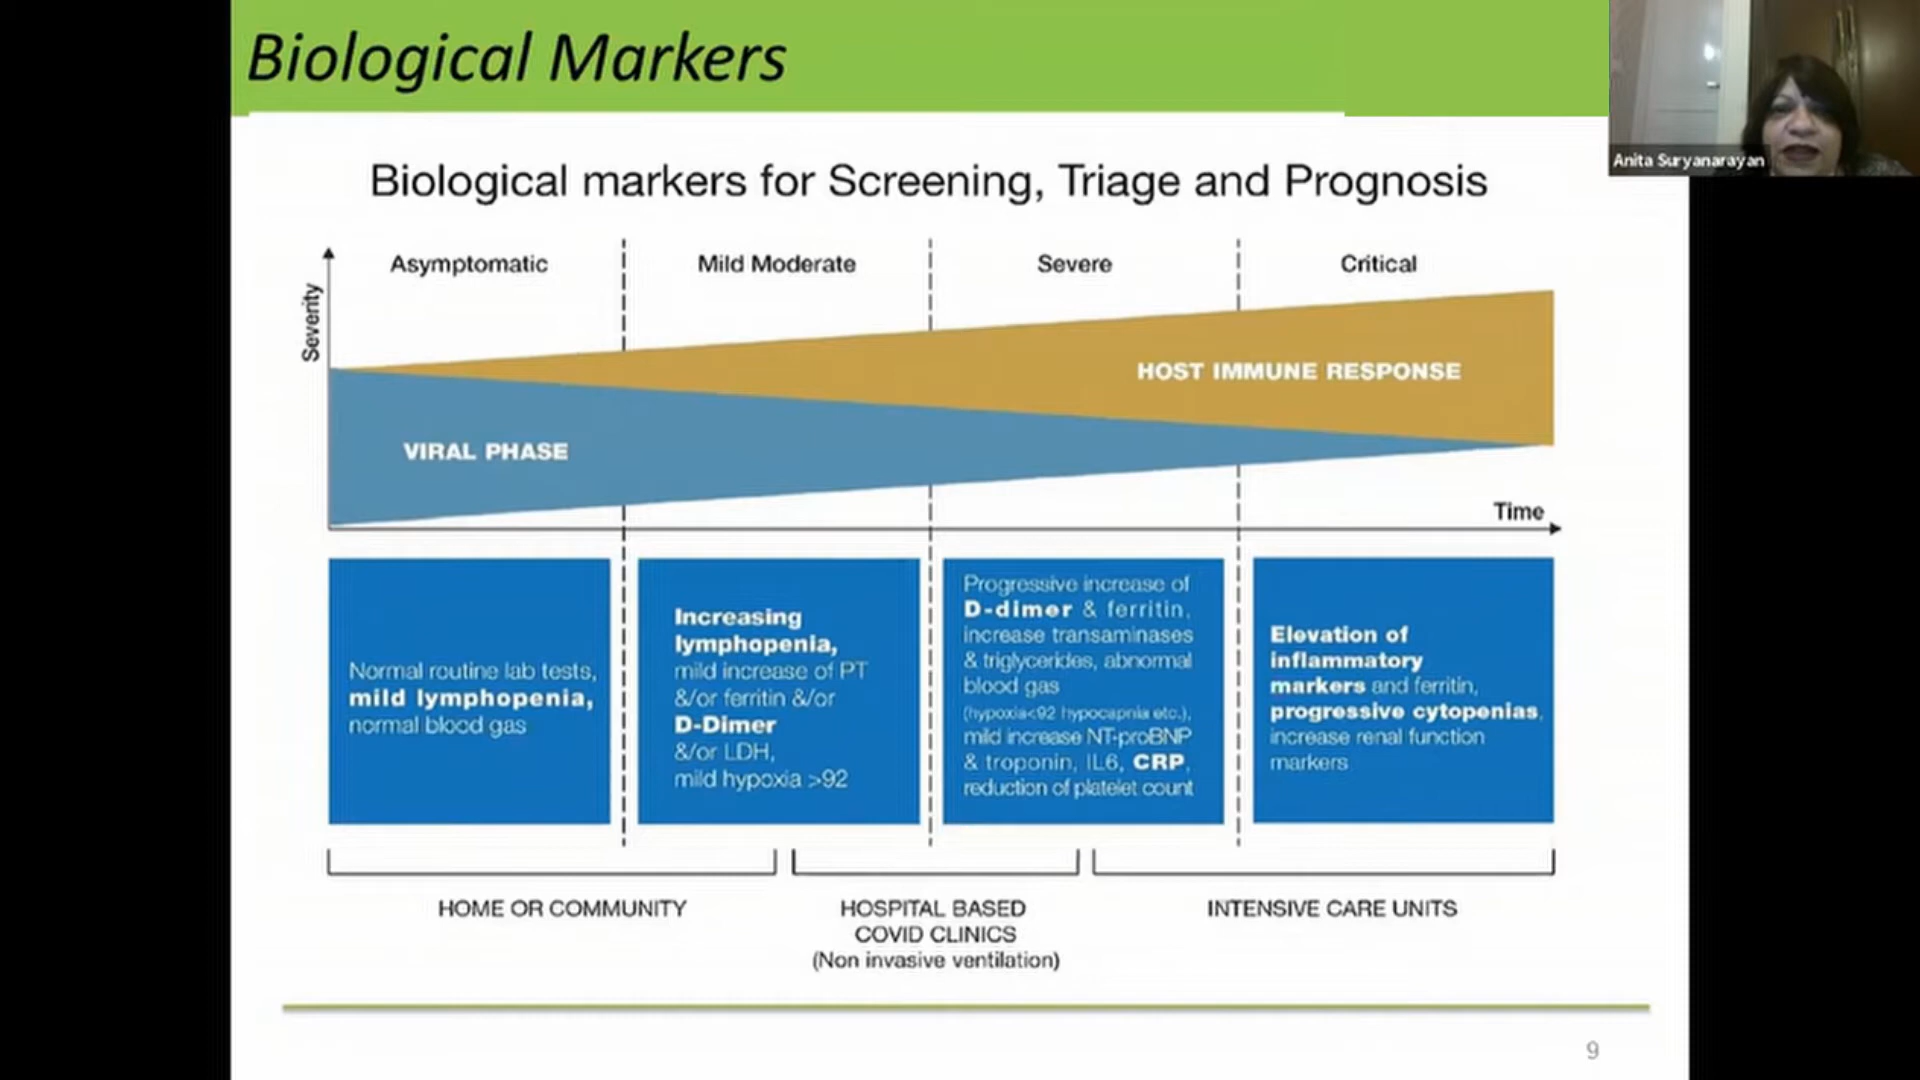 Biological Markers
Anita Suryanarayan
Biological markers for Screening, Triage and Prognosis
Asymptomatic
Mild Moderate
Severe
Critical
Severity
HOST IMMUNE RESPONSE
VIRAL PHASE
Time
Normal routine lab tests,
mild lymphopenia,
normal blood gas
Increasing
lymphopenia,
mild increase of PT
&/or ferritin &/or
D-Dimer
&/or LDH,
mild hypoxia >92
Progressive increase of
D-dimer & ferritin,
increase transaminases
& triglycerides, abnormal
blood gas
(hypoxia<92 hypocapnia etc.),
mild increase NT-proBNP
& troponin, IL6, CRP,
reduction of platelet count
Elevation of
inflammatory
markers and ferritin,
progressive cytopenias,
increase renal function
markers
HOME OR COMMUNITY
HOSPITAL BASED
COVID CLINICS
(Non invasive ventilation)
INTENSIVE CARE UNITS
9